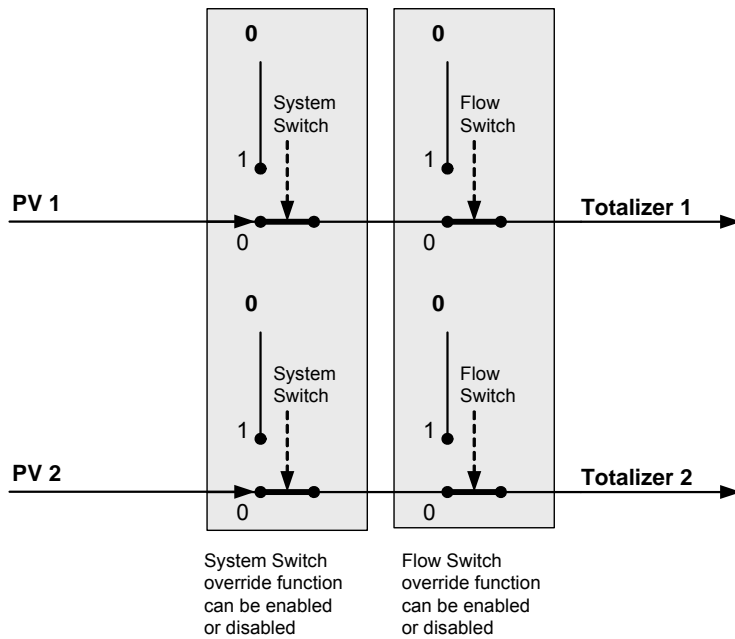 0
0
System
Switch
Flow
Switch
1
1
PV 1
Totalizer 1
0
0
0
0
System
Switch
Flow
Switch
1
1
PV 2
Totalizer 2
0
0
System Switch
override function
can be enabled
or disabled
Flow Switch
override function
can be enabled
or disabled